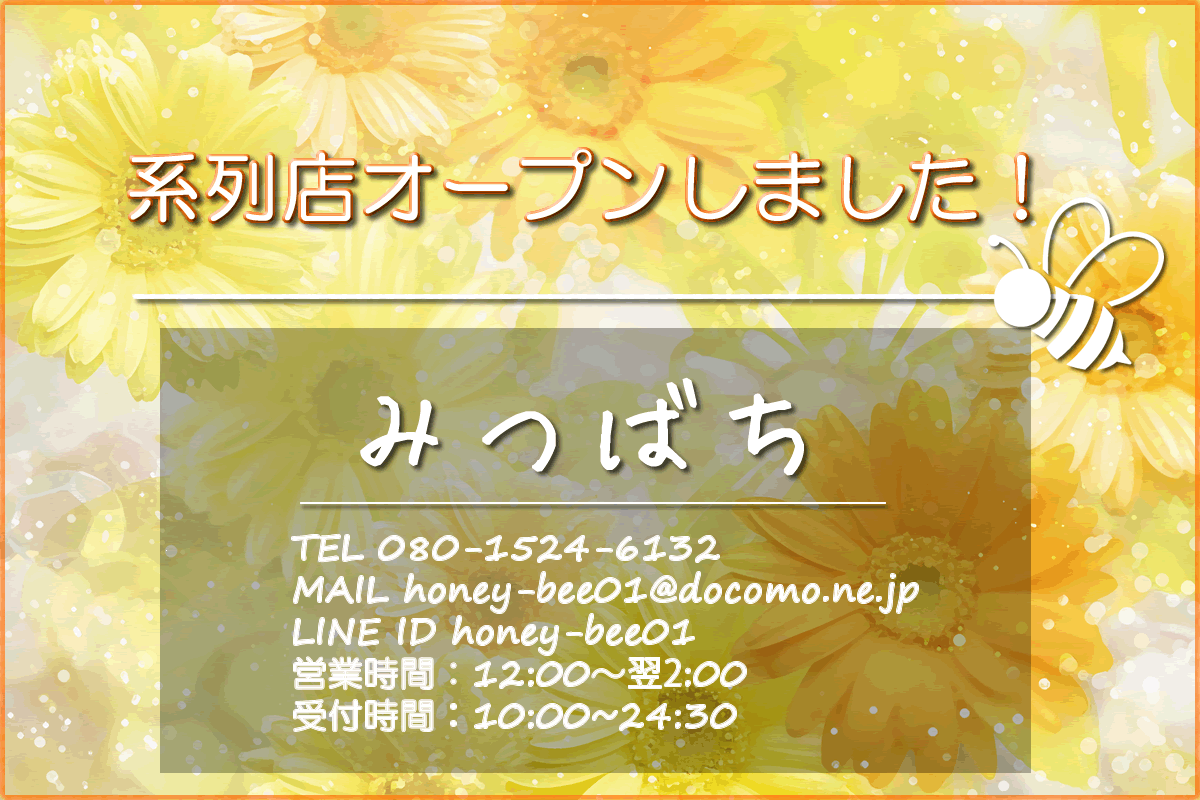 系列店オープンしました！
みつばち
TEL 080-1524-6132
MAIL honey-bee01@docomo.ne.jp
LINE ID honey-bee01
営業時間：12:00～翌2:00
受付時間：10:00~24:30